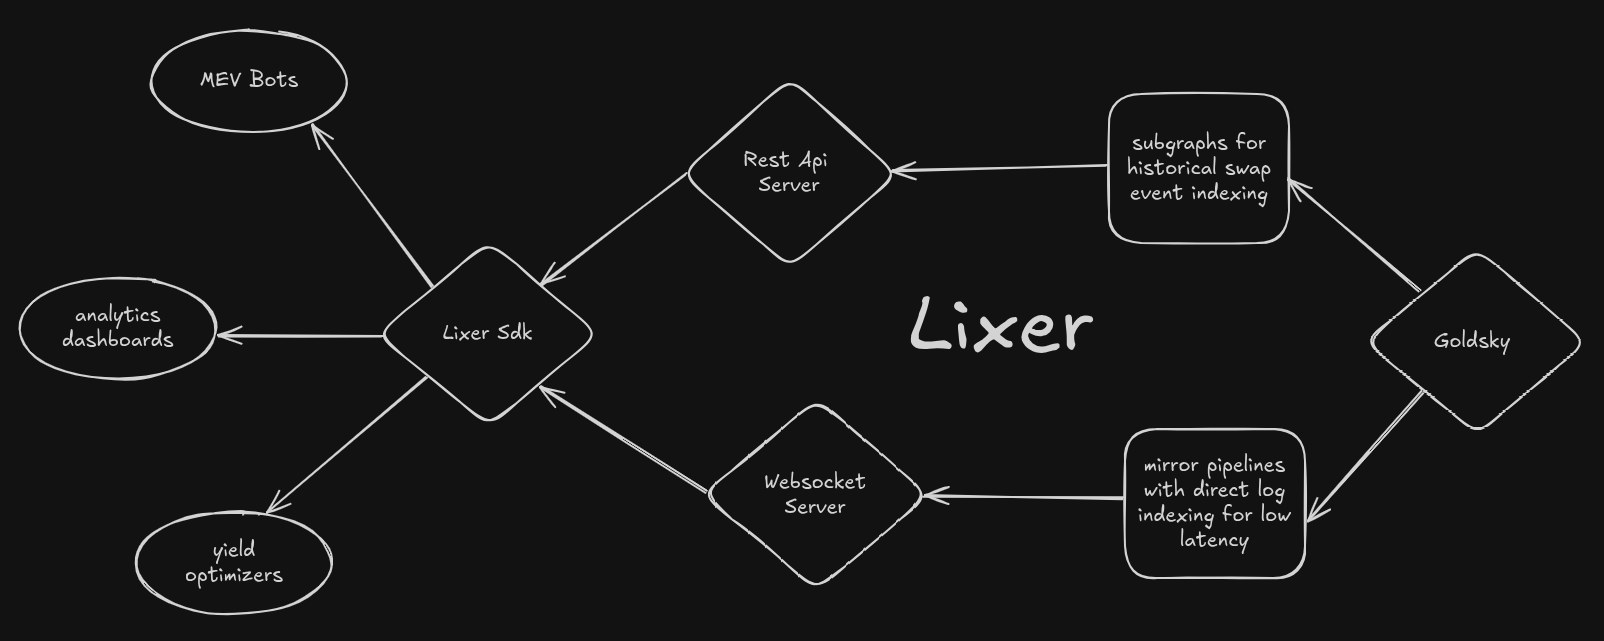 MEV Bots
Rest Api
Server
subgraphs for
historical swap
event indexing
analytics
dashboards
Lixer Sdk
Lixer
Goldsky
Websocket
Server
mirror pipelines
with direct log
indexing for low
latency
yield
optimizers